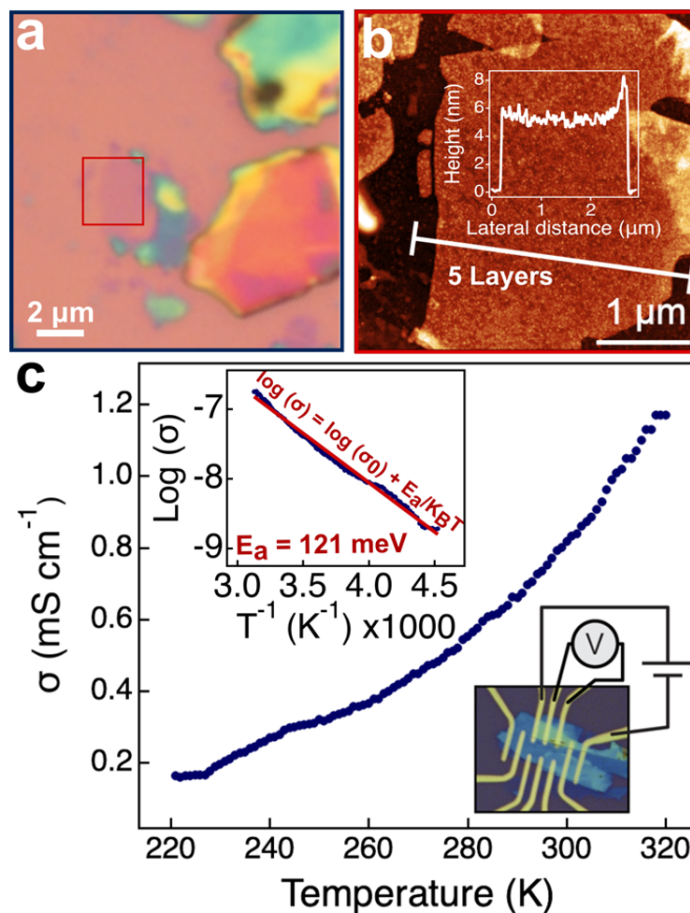 a
2 µm
b
Height (nm)
8
6
4
2
0
0
1
2
Lateral distance (µm)
5 Layers
1 µm
c
σ (mS cm⁻¹)
1.2
1.0
0.8
0.6
0.4
0.2
220
240
260
280
300
320
Temperature (K)
Log (σ)
-7
-8
-9
log (σ) = log (σ₀) + Eₐ/K_BT
Eₐ = 121 meV
3.0
3.5
4.0
4.5
T⁻¹ (K⁻¹) x1000
V